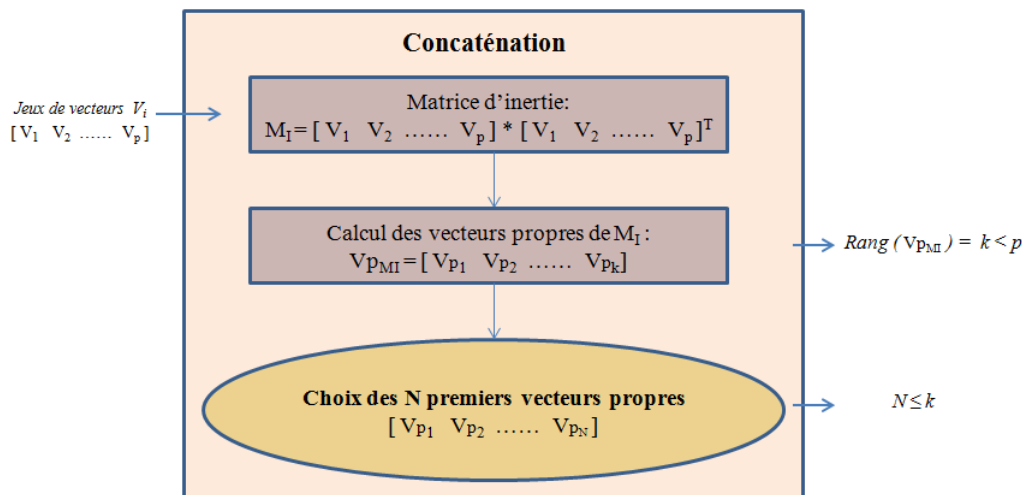 Concaténation
Jeux de vecteurs Vi
[ V1 V2 …... Vp ]
Matrice d’inertie:
MI = [ V1 V2 …... Vp ] * [ V1 V2 …... Vp ]T
Calcul des vecteurs propres de MI :
VpMI = [ Vp1 Vp2 …... Vpk ]
Rang ( VpMI ) = k < p
Choix des N premiers vecteurs propres
[ Vp1 Vp2 …... VpN ]
N ≤ k